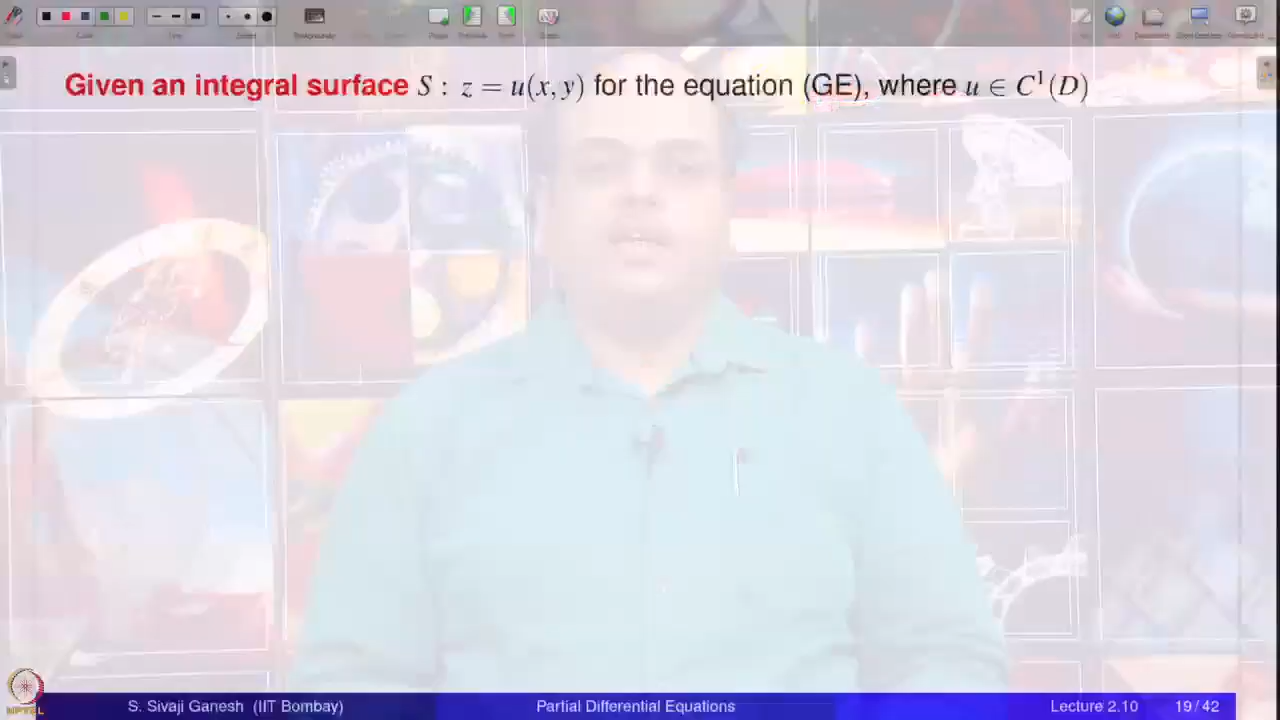 Given an integral surface S : z = u(x, y) for the equation (GE), where u ∈ C¹(D)
S. Sivaji Ganesh (IIT Bombay) Partial Differential Equations Lecture 2.10 19 / 42
NPTEL